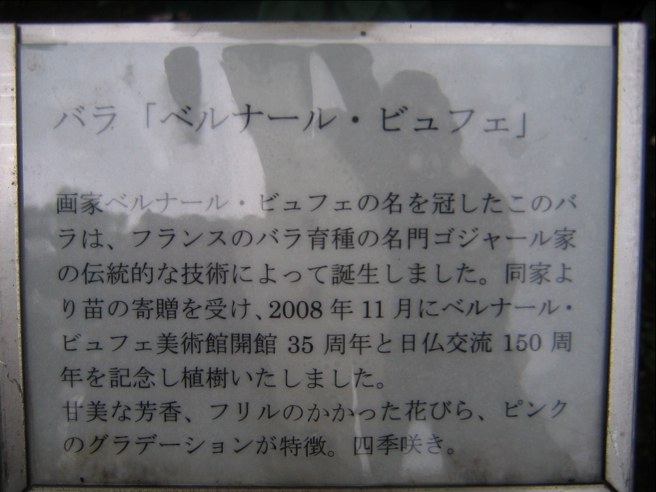 バラ「ベルナール・ビュフェ」
画家ベルナール・ビュフェの名を冠したこのバ
ラは、フランスのバラ育種の名門ゴジャール家
の伝統的な技術によって誕生しました。同家よ
り苗の寄贈を受け、2008 年 11 月にベルナール・
ビュフェ美術館開館 35 周年と日仏交流 150 周
年を記念し植樹いたしました。
甘美な芳香、フリルのかかった花びら、ピンク
のグラデーションが特徴。四季咲き。